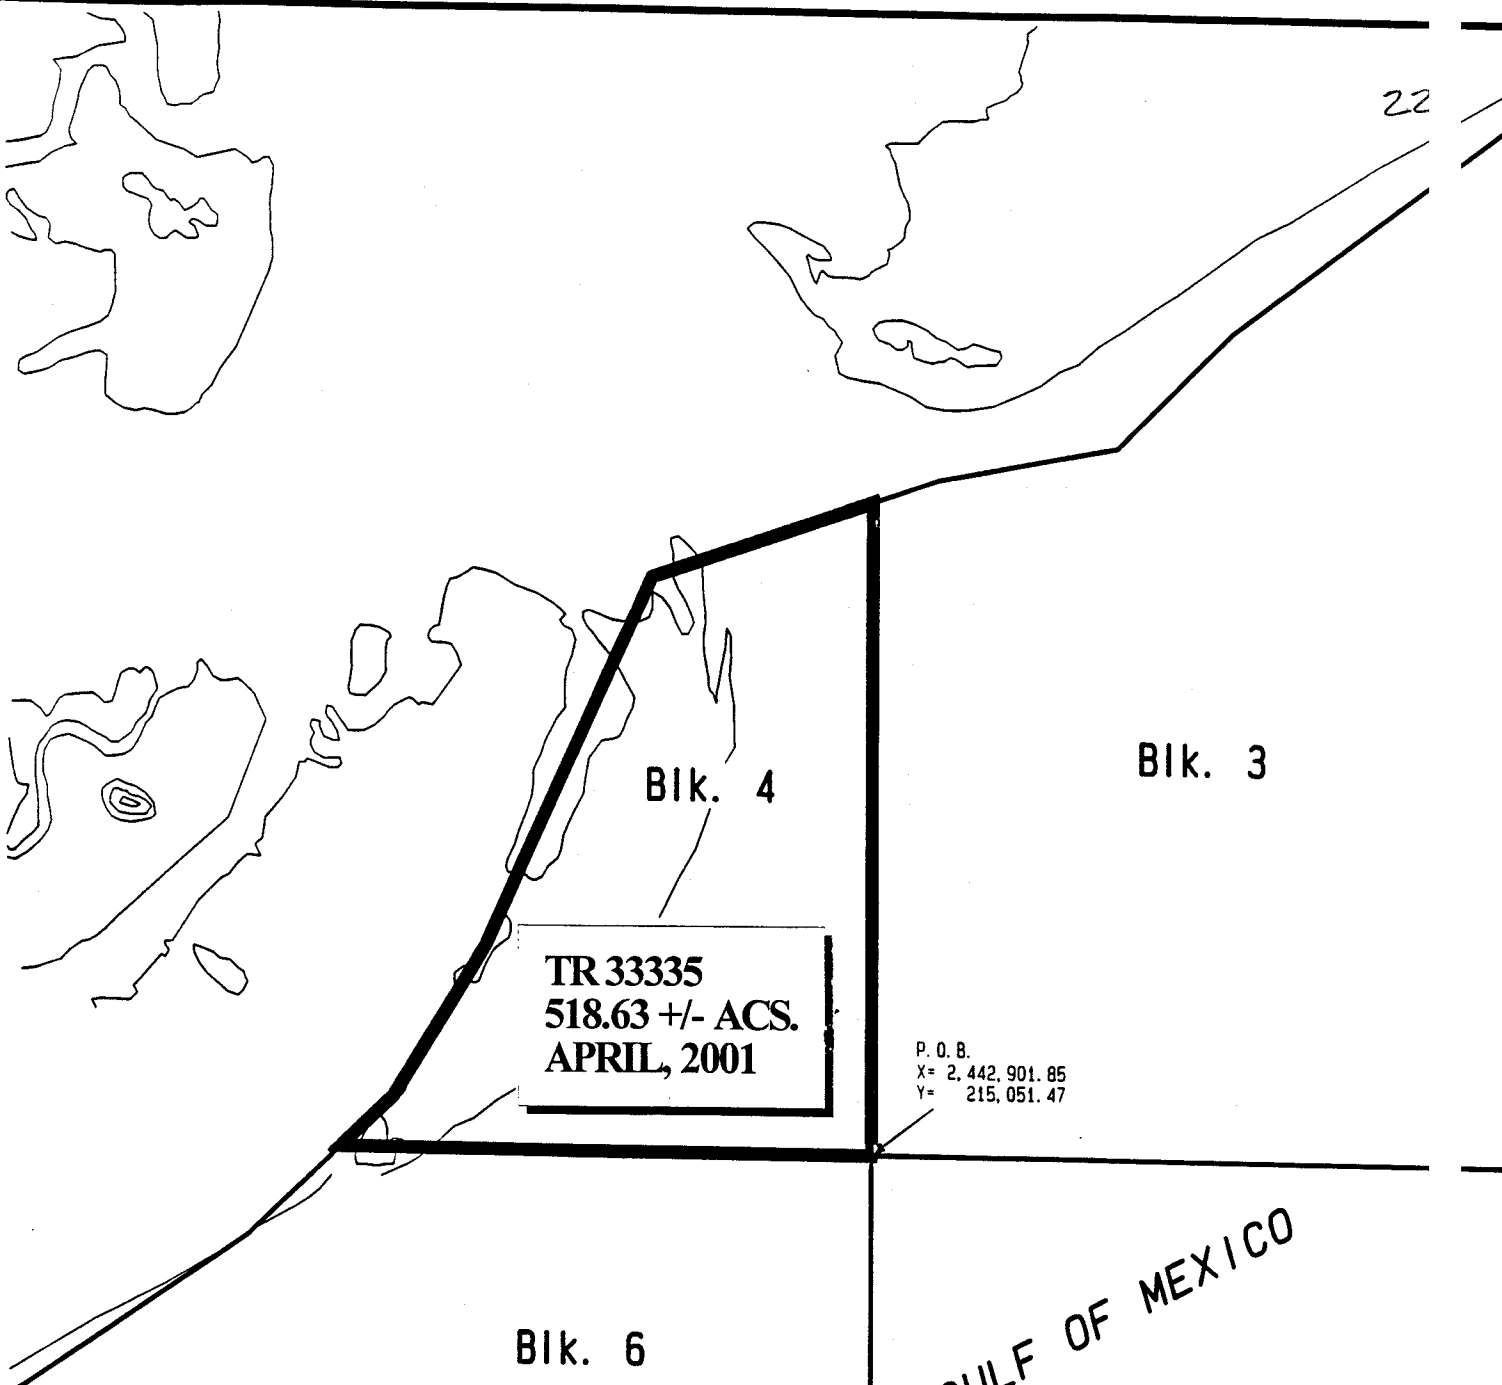 22
Blk. 3
Blk. 4
TR 33335
518.63 +/- ACS.
APRIL, 2001
P.O.B.
X= 2,442,901.85
Y= 215,051.47
Blk. 6
OF MEXICO